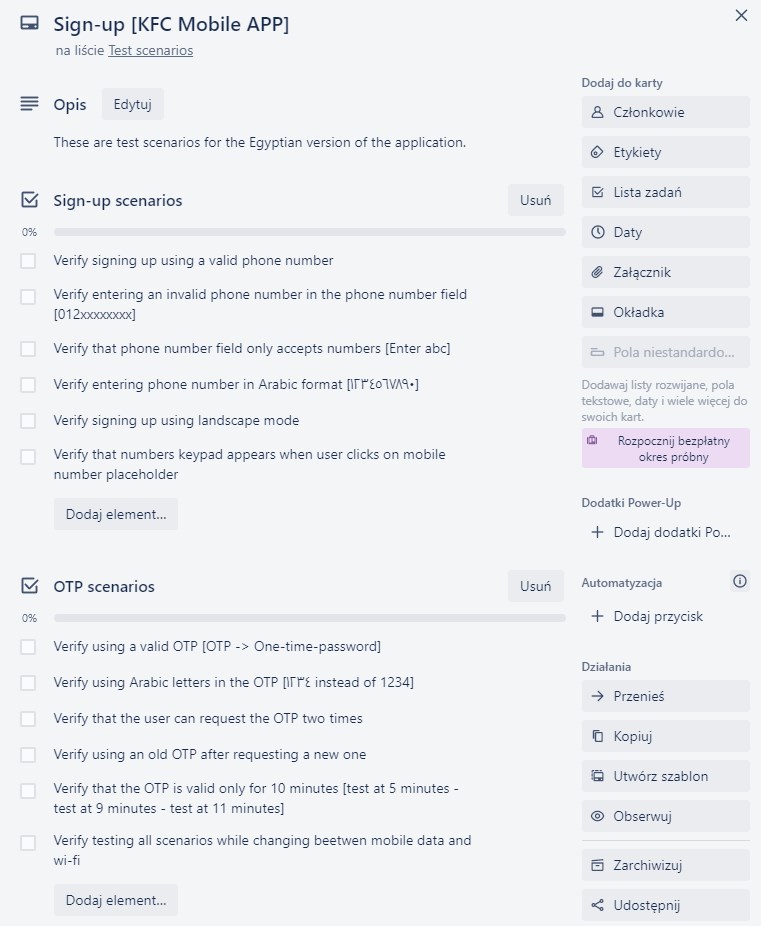 Sign-up [KFC Mobile APP]
na liście Test scenarios
Opis
Edytuj
These are test scenarios for the Egyptian version of the application.
Sign-up scenarios
Usuń
0%
Verify signing up using a valid phone number
Verify entering an invalid phone number in the phone number field
[012xxxxxxxx]
Verify that phone number field only accepts numbers [Enter abc]
Verify entering phone number in Arabic format [١٢٣٤٥٦٧٨٩٠]
Verify signing up using landscape mode
Verify that numbers keypad appears when user clicks on mobile
number placeholder
Dodaj element...
OTP scenarios
Usuń
0%
Verify using a valid OTP [OTP -> One-time-password]
Verify using Arabic letters in the OTP [١٢٣٤ instead of 1234]
Verify that the user can request the OTP two times
Verify using an old OTP after requesting a new one
Verify that the OTP is valid only for 10 minutes [test at 5 minutes -
test at 9 minutes - test at 11 minutes]
Verify testing all scenarios while changing beetwen mobile data and
wi-fi
Dodaj element...
Dodaj do karty
Członkowie
Etykiety
Lista zadań
Daty
Załącznik
Okładka
Pola niestandardo...
Dodawaj listy rozwijane, pola
tekstowe, daty i wiele więcej do
swoich kart.
Rozpocznij bezpłatny
okres próbny
Dodatki Power-Up
Dodaj dodatki Po...
Automatyzacja
Dodaj przycisk
Działania
Przenieś
Kopiuj
Utwórz szablon
Obserwuj
Zarchiwizuj
Udostępnij